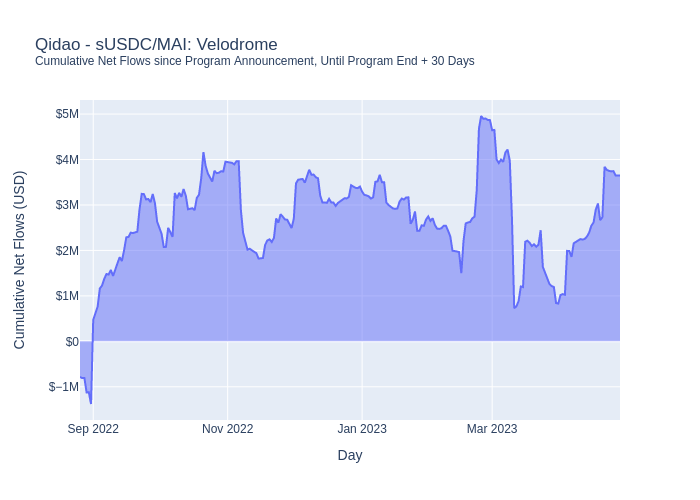 Qidao - sUSDC/MAI: Velodrome
Cumulative Net Flows since Program Announcement, Until Program End + 30 Days
$5M
$4M
$3M
$2M
$1M
$0
$−1M
Cumulative Net Flows (USD)
Sep 2022 Nov 2022 Jan 2023 Mar 2023
Day